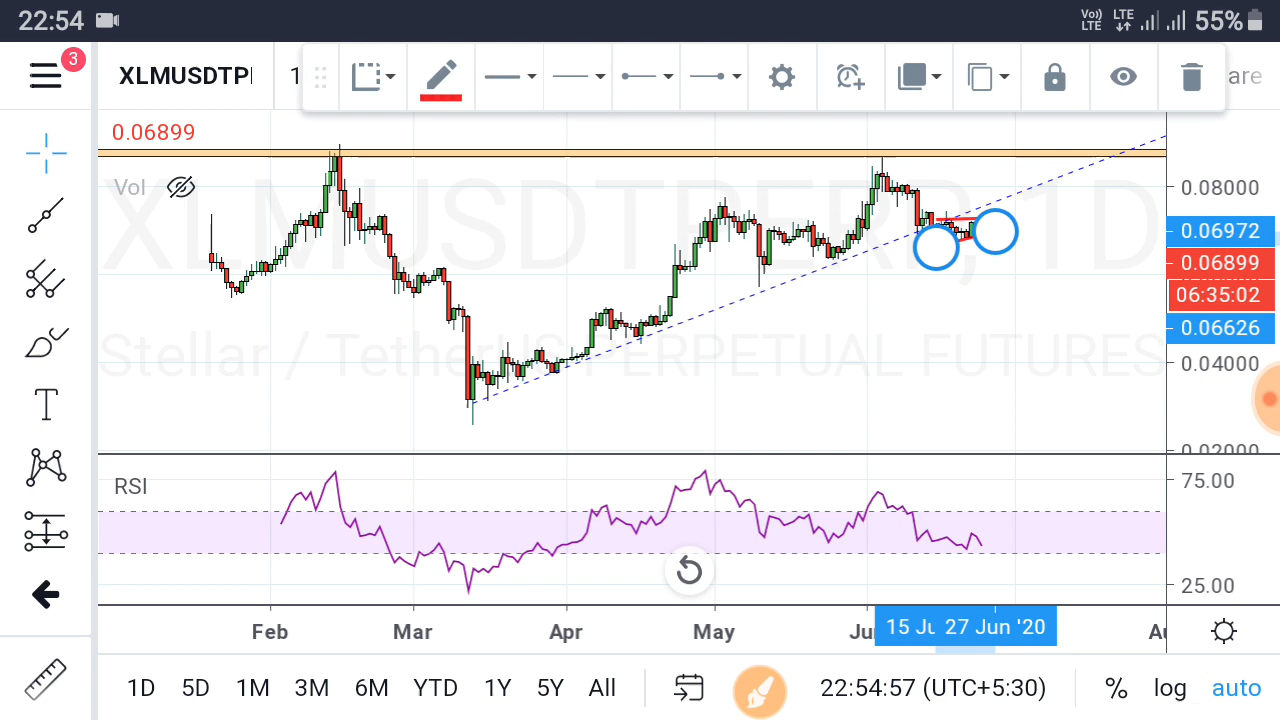 22:54 Vo)) LTE LTE 55%
3
XLMUSDTP 1 are
0.06899
Vol
XLMUSDTPERP, 1D
Stellar / TetherUS PERPETUAL FUTURES
0.08000
0.06972
0.06899
06:35:02
0.06626
0.04000
0.02000
RSI
75.00
25.00
Feb Mar Apr May Ju 15 Ju 27 Jun '20 Au
1D 5D 1M 3M 6M YTD 1Y 5Y All 22:54:57 (UTC+5:30) % log auto